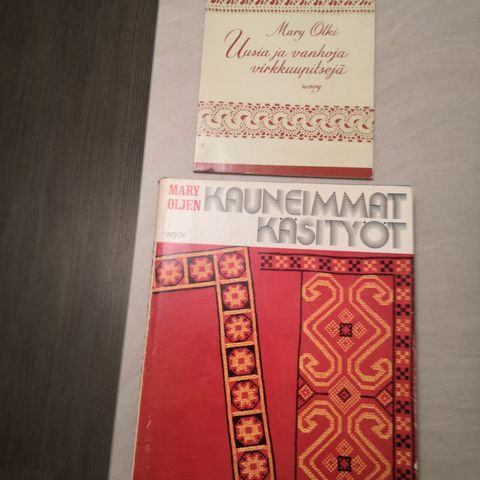 Mary Olki
Uusia ja vanhoja
virkkuupitsejä
wsoy
MARY
OLJEN
KAUNEIMMAT
KÄSITYÖT
WSOY